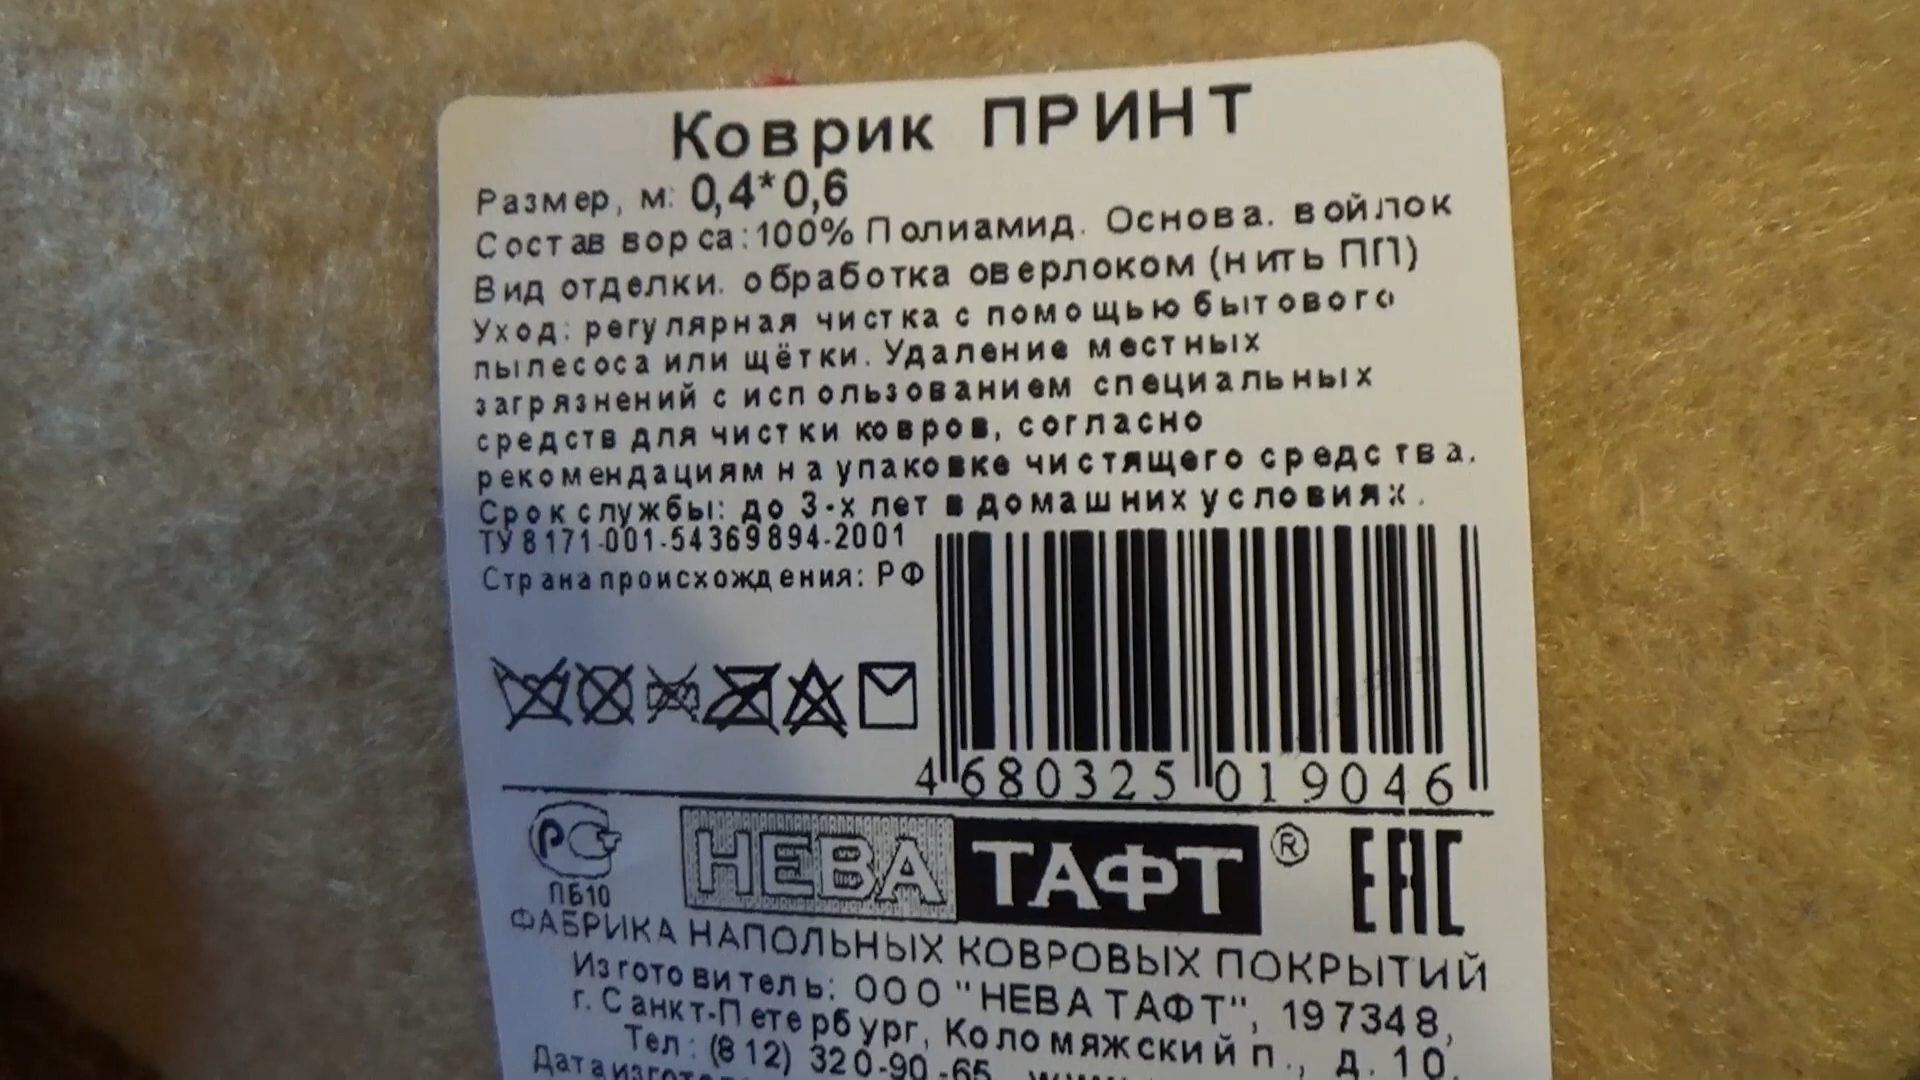 Коврик ПРИНТ
Размер, м: 0,4*0,6
Состав ворса:100% Полиамид. Основа. войлок
Вид отделки. обработка оверлоком (нить ПП)
Уход: регулярная чистка с помощью бытового
пылесоса или щётки. Удаление местных
загрязнений с использованием специальных
средств для чистки ковров, согласно
рекомендациям на упаковке чистящего средства.
Срок службы: до 3-х лет в домашних условиях.
ТУ 8171-001-54369894-2001
Страна происхождения: РФ
4 680325 019046
РС
ПБ10
НЕВА ТАФТ ®
EAC
ФАБРИКА НАПОЛЬНЫХ КОВРОВЫХ ПОКРЫТИЙ
Изготовитель: ООО "НЕВА ТАФТ", 197348,
г. Санкт-Петербург, Коломяжский п., д. 10.
Тел: (812) 320-90-65
Дата